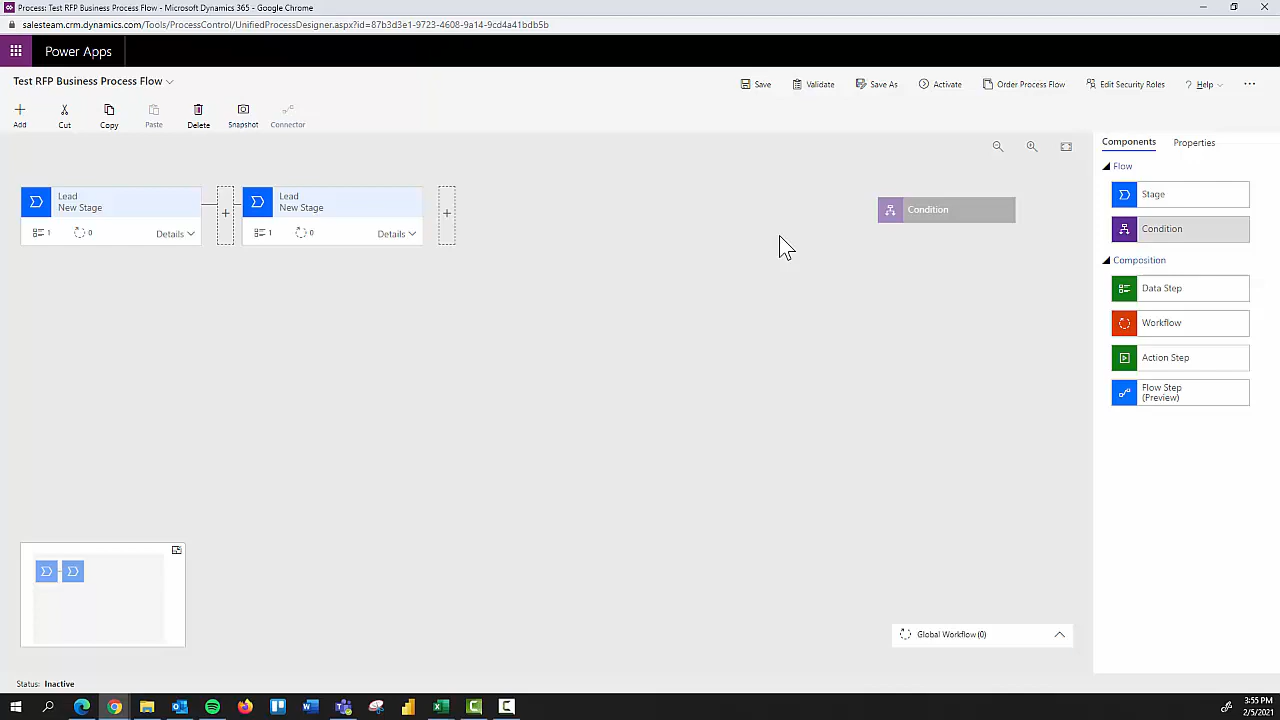 Process: Test RFP Business Process Flow - Microsoft Dynamics 365 - Google Chrome
salesteam.crm.dynamics.com/Tools/ProcessControl/UnifiedProcessDesigner.aspx?id=87b3d3e1-9723-4608-9a14-9cd4a41bdb5b
Power Apps
Test RFP Business Process Flow
Save
Validate
Save As
Activate
Order Process Flow
Edit Security Roles
? Help
...
Add
Cut
Copy
Paste
Delete
Snapshot
Connector
Components
Properties
Flow
Stage
Condition
Composition
Data Step
Workflow
Action Step
Flow Step
(Preview)
Lead
New Stage
1
0
Details
+
Lead
New Stage
1
0
Details
+
Condition
Global Workflow (0)
Status: Inactive
3:55 PM
2/5/2021